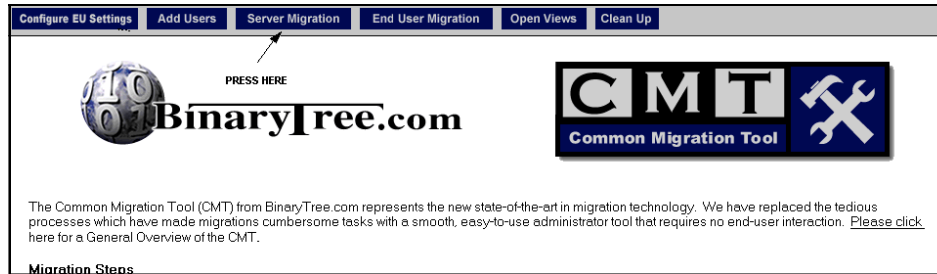 Configure EU Settings Add Users Server Migration End User Migration Open Views Clean Up
PRESS HERE
BinaryTree.com
CMT
Common Migration Tool
The Common Migration Tool (CMT) from BinaryTree.com represents the new state-of-the-art in migration technology. We have replaced the tedious
processes which have made migrations cumbersome tasks with a smooth, easy-to-use administrator tool that requires no end-user interaction. Please click
here for a General Overview of the CMT.
Migration Steps